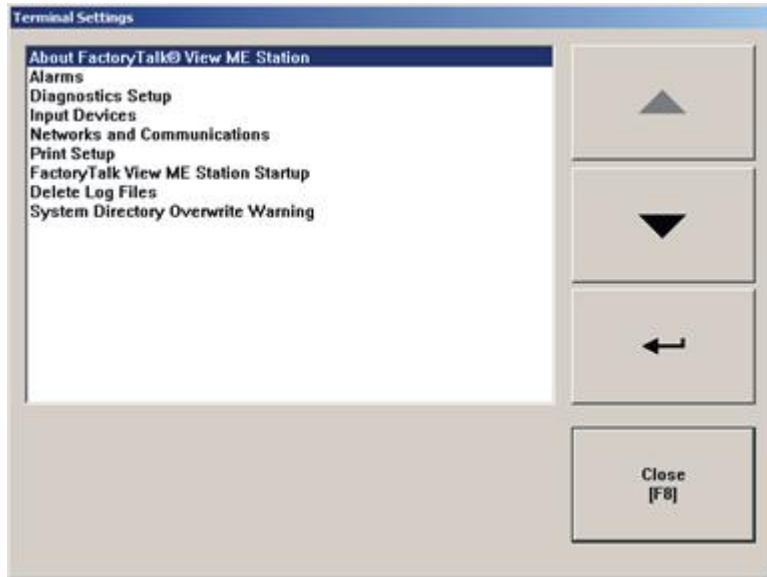 Terminal Settings
About FactoryTalk® View ME Station
Alarms
Diagnostics Setup
Input Devices
Networks and Communications
Print Setup
FactoryTalk View ME Station Startup
Delete Log Files
System Directory Overwrite Warning
Close
[F8]